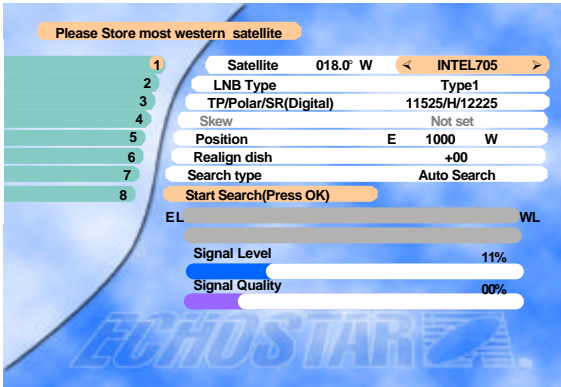 Please Store most western satellite
1 Satellite 018.0° W INTEL705
2 LNB Type Type1
3 TP/Polar/SR(Digital) 11525/H/12225
4 Skew Not set
5 Position E 1000 W
6 Realign dish +00
7 Search type Auto Search
8 Start Search(Press OK)
EL WL
Signal Level 11%
Signal Quality 00%
ECHOSTAR